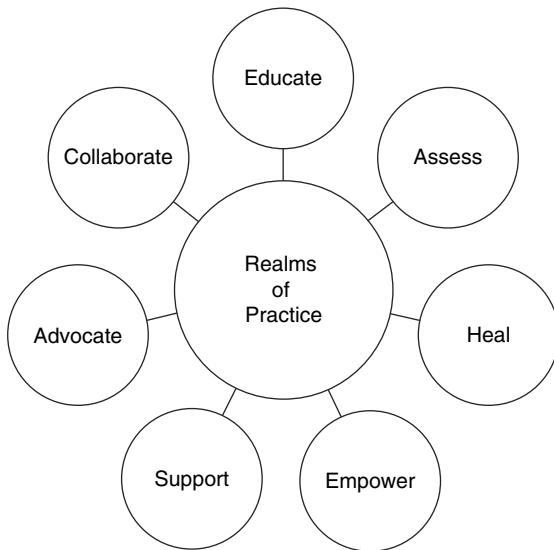 Educate
Collaborate
Assess
Realms
of
Practice
Advocate
Heal
Support
Empower